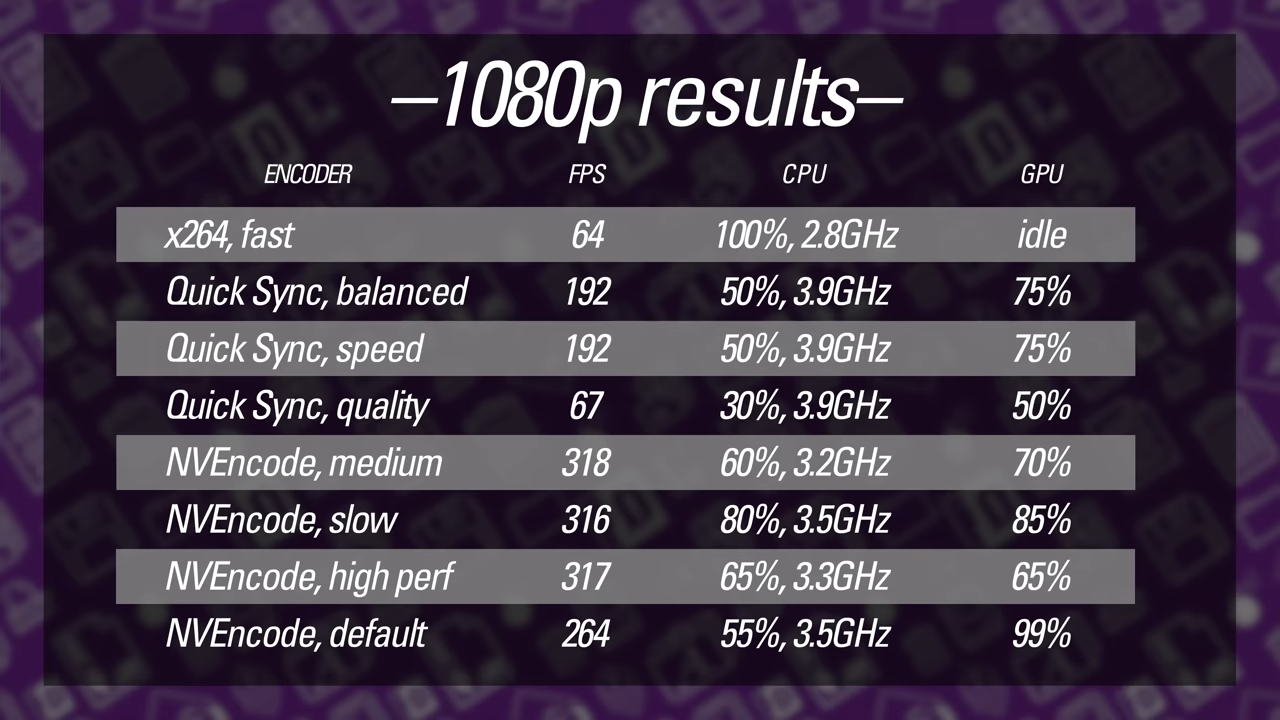 –1080p results–
ENCODER FPS CPU GPU
x264, fast 64 100%, 2.8GHz idle
Quick Sync, balanced 192 50%, 3.9GHz 75%
Quick Sync, speed 192 50%, 3.9GHz 75%
Quick Sync, quality 67 30%, 3.9GHz 50%
NVEncode, medium 318 60%, 3.2GHz 70%
NVEncode, slow 316 80%, 3.5GHz 85%
NVEncode, high perf 317 65%, 3.3GHz 65%
NVEncode, default 264 55%, 3.5GHz 99%